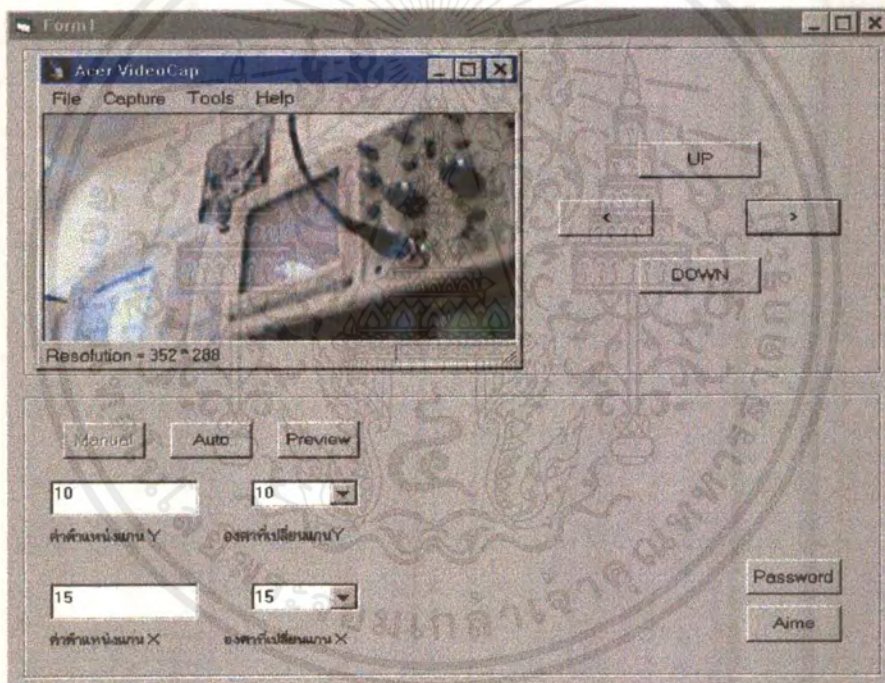 Form1
Acer VideoCap
File Capture Tools Help
Resolution = 352 * 288
UP
< >
DOWN
Manual Auto Preview
10 10
ค่าตำแหน่งแกน Y องศาที่เปลี่ยนแกน Y
15 15
ค่าตำแหน่งแกน X องศาที่เปลี่ยนแกน X
Password
Aime